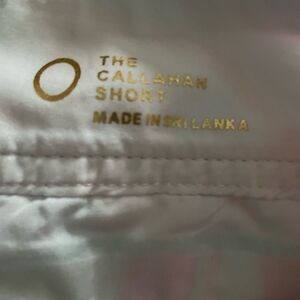 THE
CALLAHAN
SHORT
MADE IN SRI LANKA